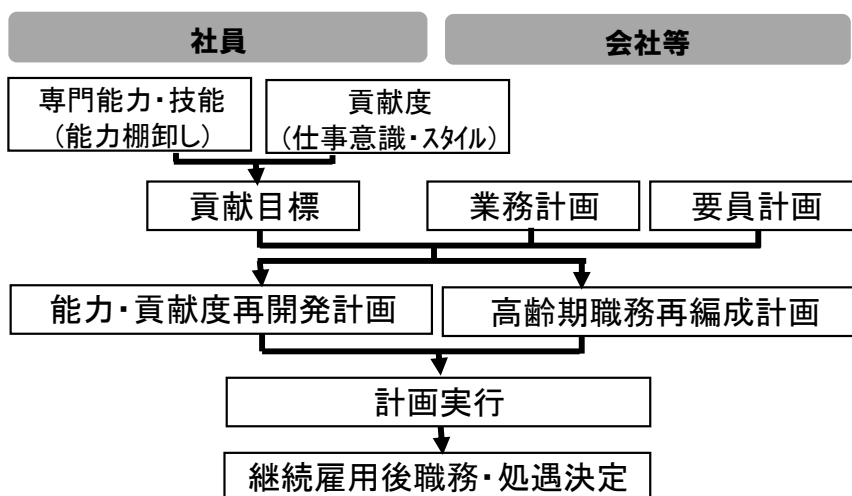 社員
会社等
専門能力・技能
(能力棚卸し)
貢献度
(仕事意識・スタイル)
貢献目標
業務計画
要員計画
能力・貢献度再開発計画
高齢期職務再編成計画
計画実行
継続雇用後職務・処遇決定